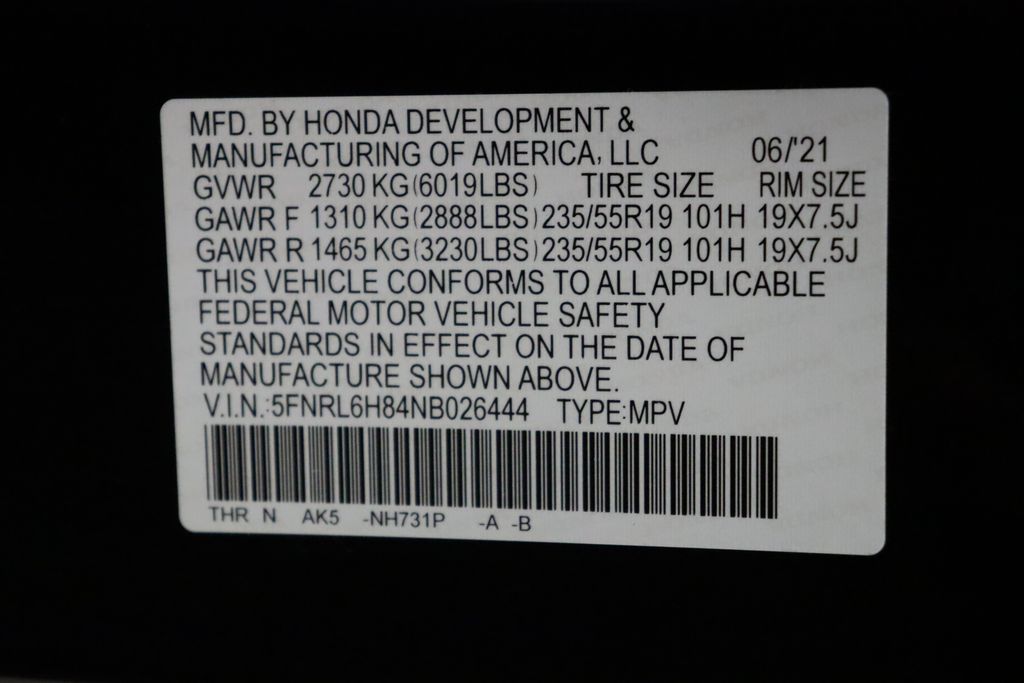 MFD. BY HONDA DEVELOPMENT &
MANUFACTURING OF AMERICA, LLC 06/'21
GVWR 2730 KG(6019LBS) TIRE SIZE RIM SIZE
GAWR F 1310 KG(2888LBS) 235/55R19 101H 19X7.5J
GAWR R 1465 KG(3230LBS) 235/55R19 101H 19X7.5J
THIS VEHICLE CONFORMS TO ALL APPLICABLE
FEDERAL MOTOR VEHICLE SAFETY
STANDARDS IN EFFECT ON THE DATE OF
MANUFACTURE SHOWN ABOVE.
V.I.N.:5FNRL6H84NB026444 TYPE:MPV
THR N AK5 -NH731P -A -B